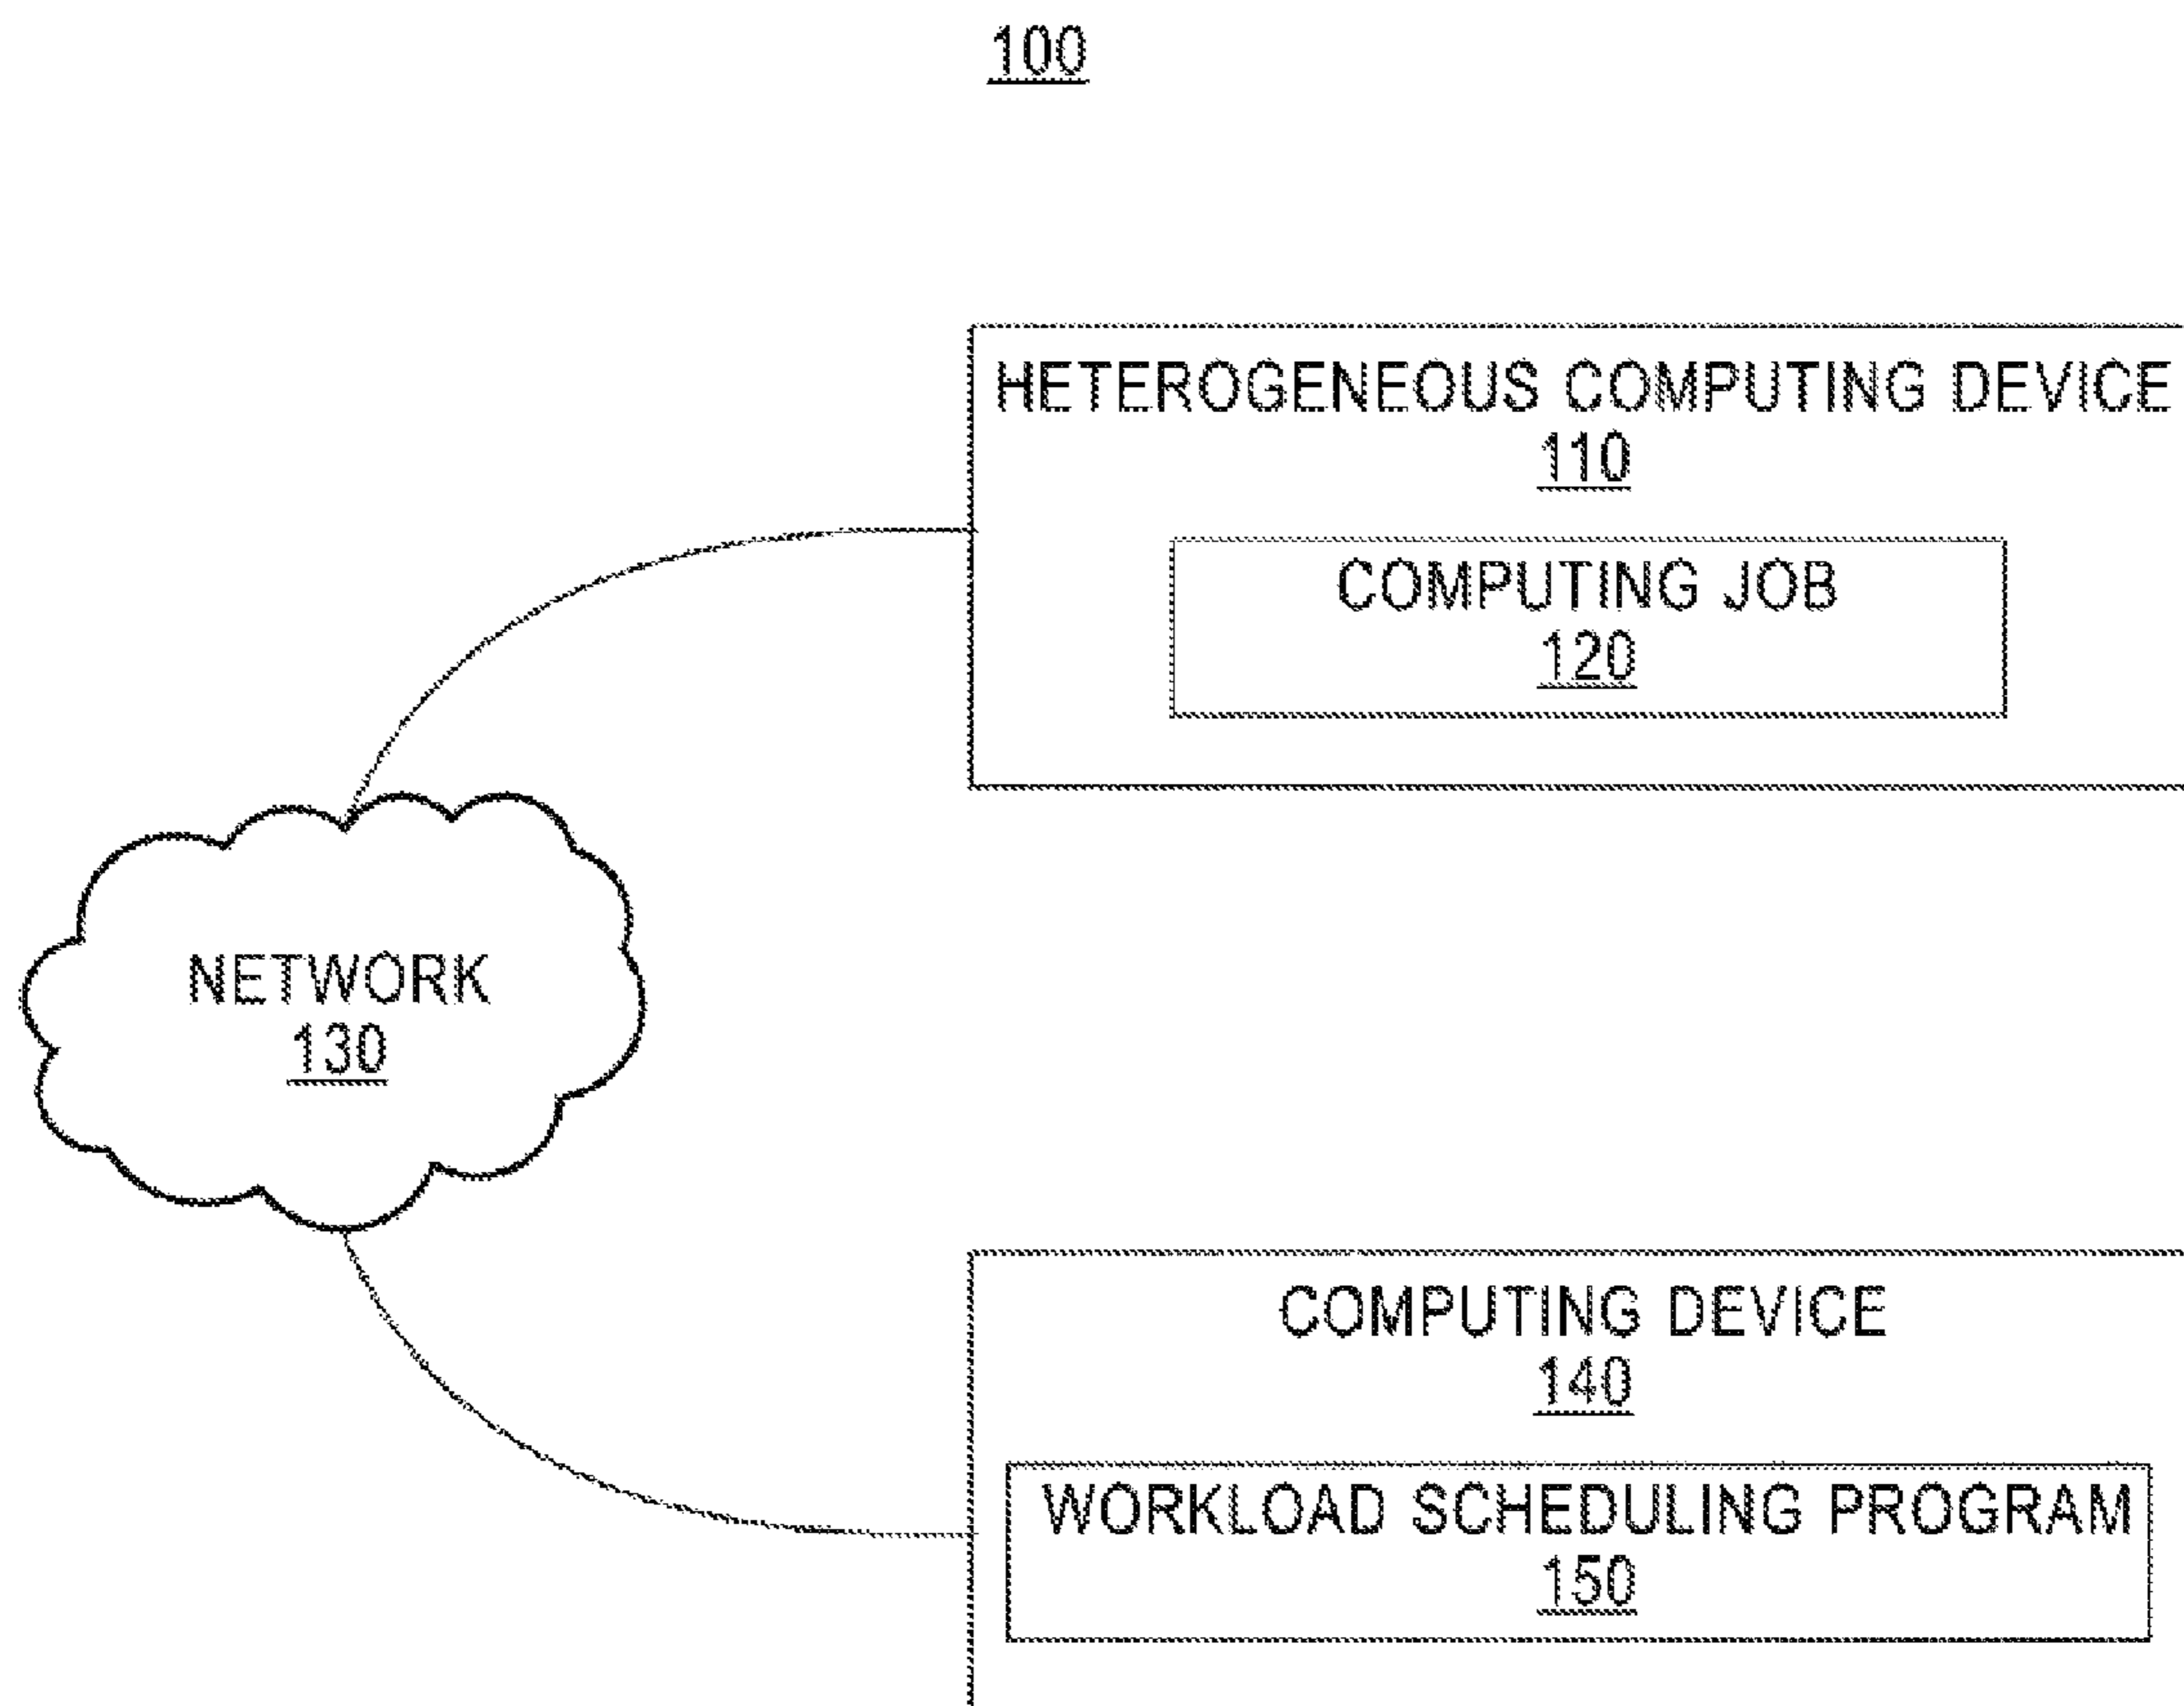 100
HETEROGENEOUS COMPUTING DEVICE
110
COMPUTING JOB
120
NETWORK
130
COMPUTING DEVICE
140
WORKLOAD SCHEDULING PROGRAM
150